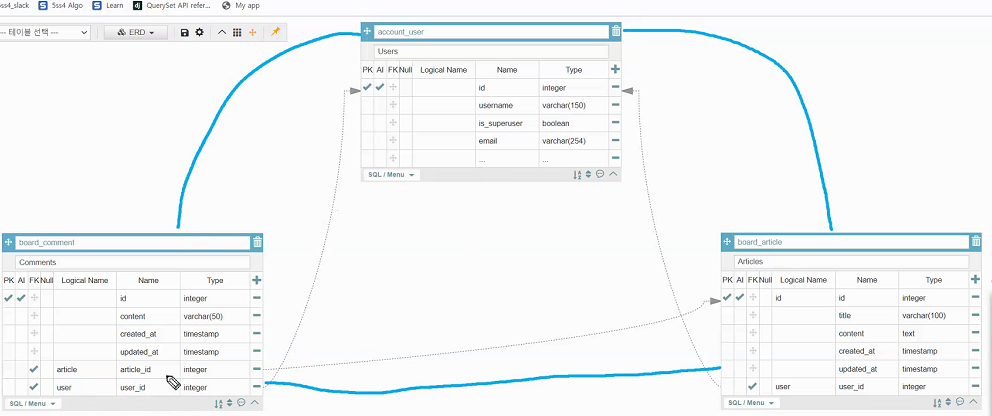 5ss4_slack 5ss4 Algo 5ss4 Learn QuerySet API refer... My app
--- 테이블 선택 --- ERD
account_user
Users
PK AI FK Null Logical Name Name Type
id integer
username varchar(150)
is_superuser boolean
email varchar(254)
... ...
SQL / Menu
board_comment
Comments
PK AI FK Null Logical Name Name Type
id integer
content varchar(50)
created_at timestamp
updated_at timestamp
article article_id integer
user user_id integer
SQL / Menu
board_article
Articles
PK AI FK Null Logical Name Name Type
id id integer
title varchar(100)
content text
created_at timestamp
updated_at timestamp
user user_id integer
SQL / Menu